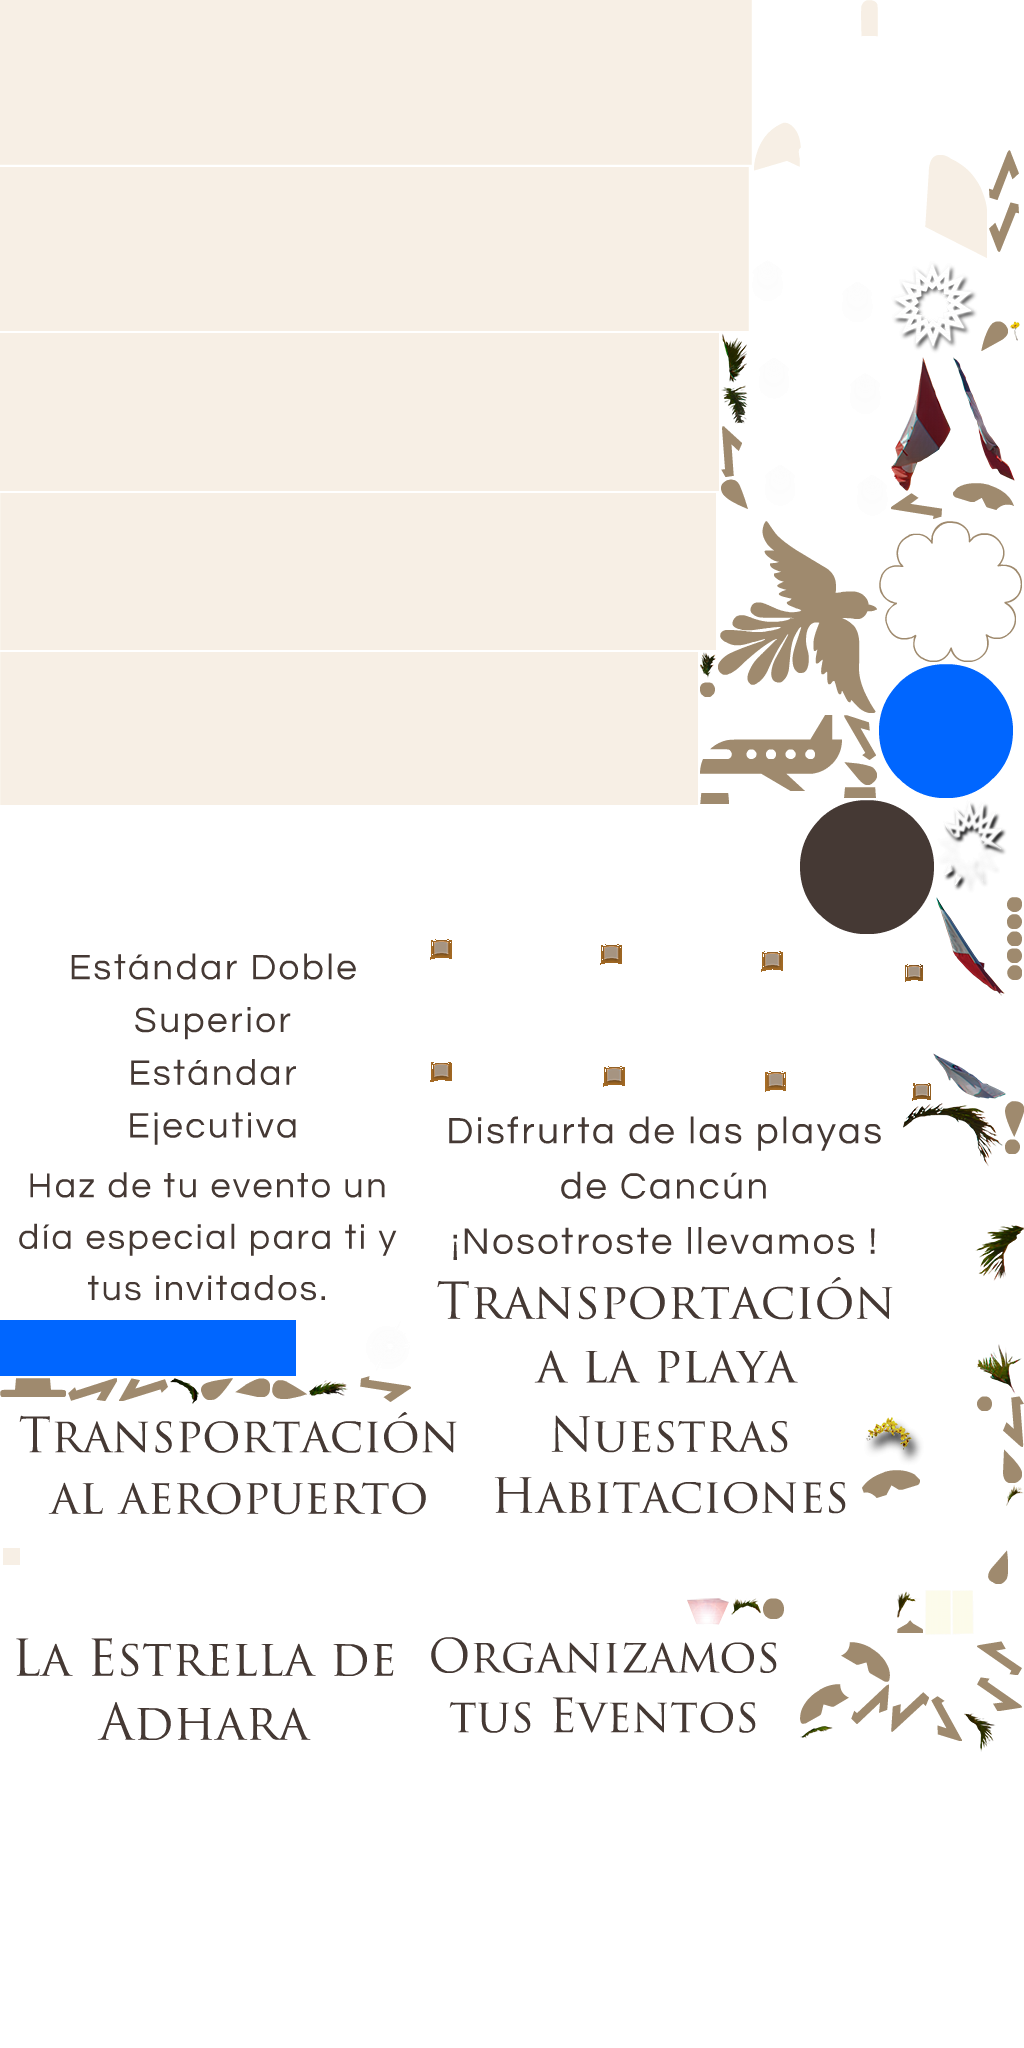 Estándar Doble
Superior
Estándar
Ejecutiva
Haz de tu evento un
día especial para ti y
tus invitados.
Disfrurta de las playas
de Cancún
¡Nosotroste llevamos !
Transportación
a la playa
Transportación
al aeropuerto
Nuestras
Habitaciones
La Estrella de
Adhara
Organizamos
tus Eventos